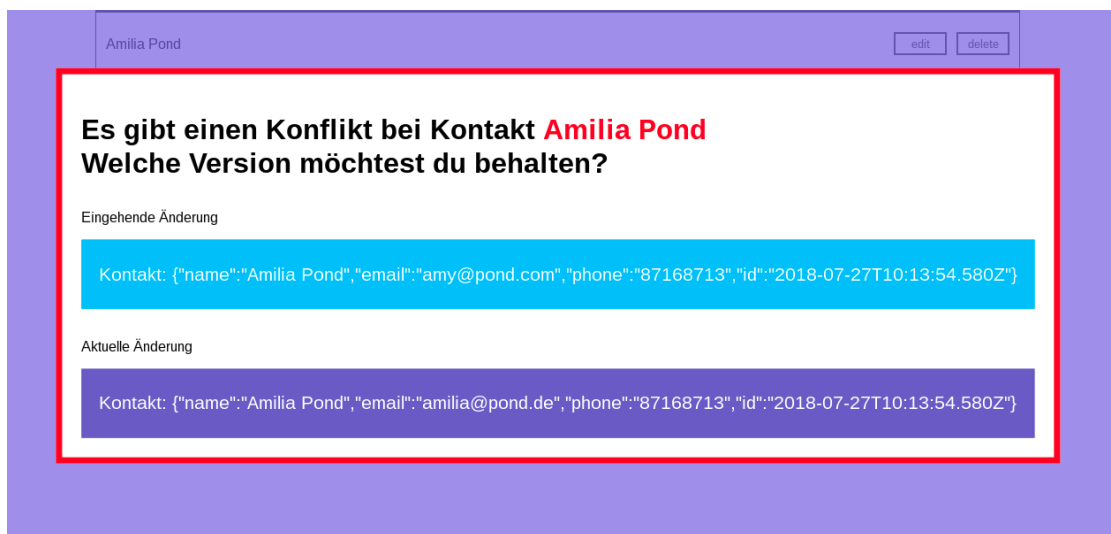 Amilia Pond
edit delete
Es gibt einen Konflikt bei Kontakt Amilia Pond
Welche Version möchtest du behalten?
Eingehende Änderung
Kontakt: {"name":"Amilia Pond","email":"amy@pond.com","phone":"87168713","id":"2018-07-27T10:13:54.580Z"}
Aktuelle Änderung
Kontakt: {"name":"Amilia Pond","email":"amilia@pond.de","phone":"87168713","id":"2018-07-27T10:13:54.580Z"}